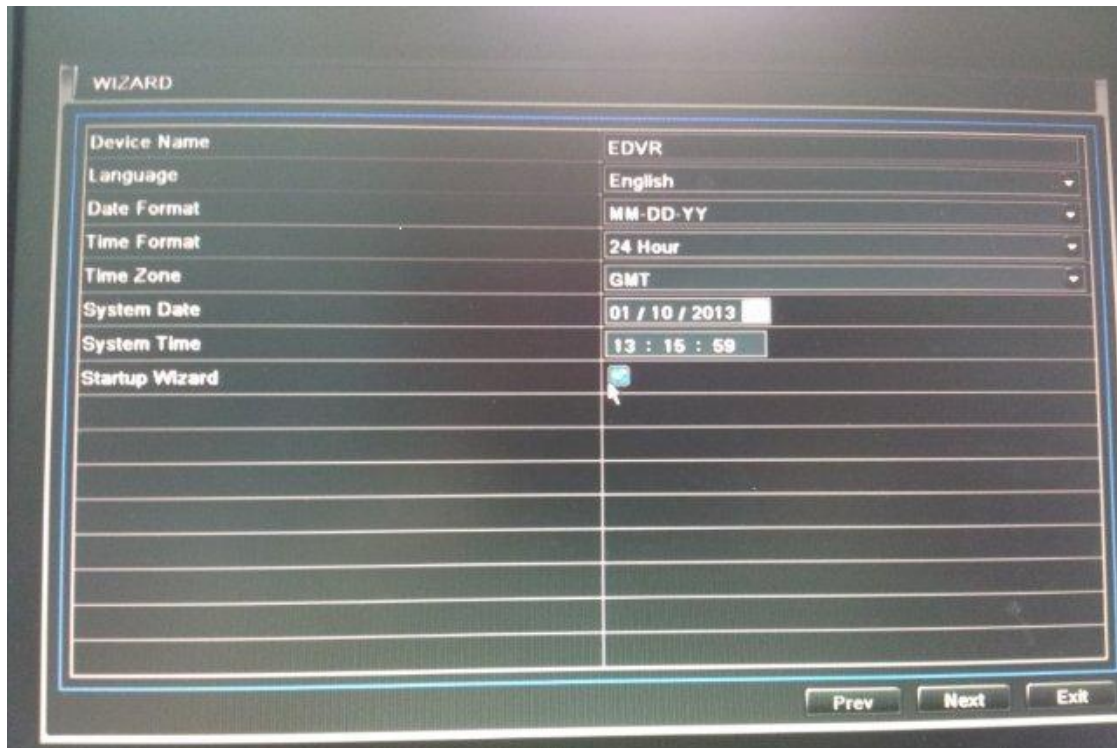 WIZARD
Device Name EDVR
Language English
Date Format MM-DD-YY
Time Format 24 Hour
Time Zone GMT
System Date 01 / 10 / 2013
System Time 13 : 15 : 59
Startup Wizard
Prev Next Exit